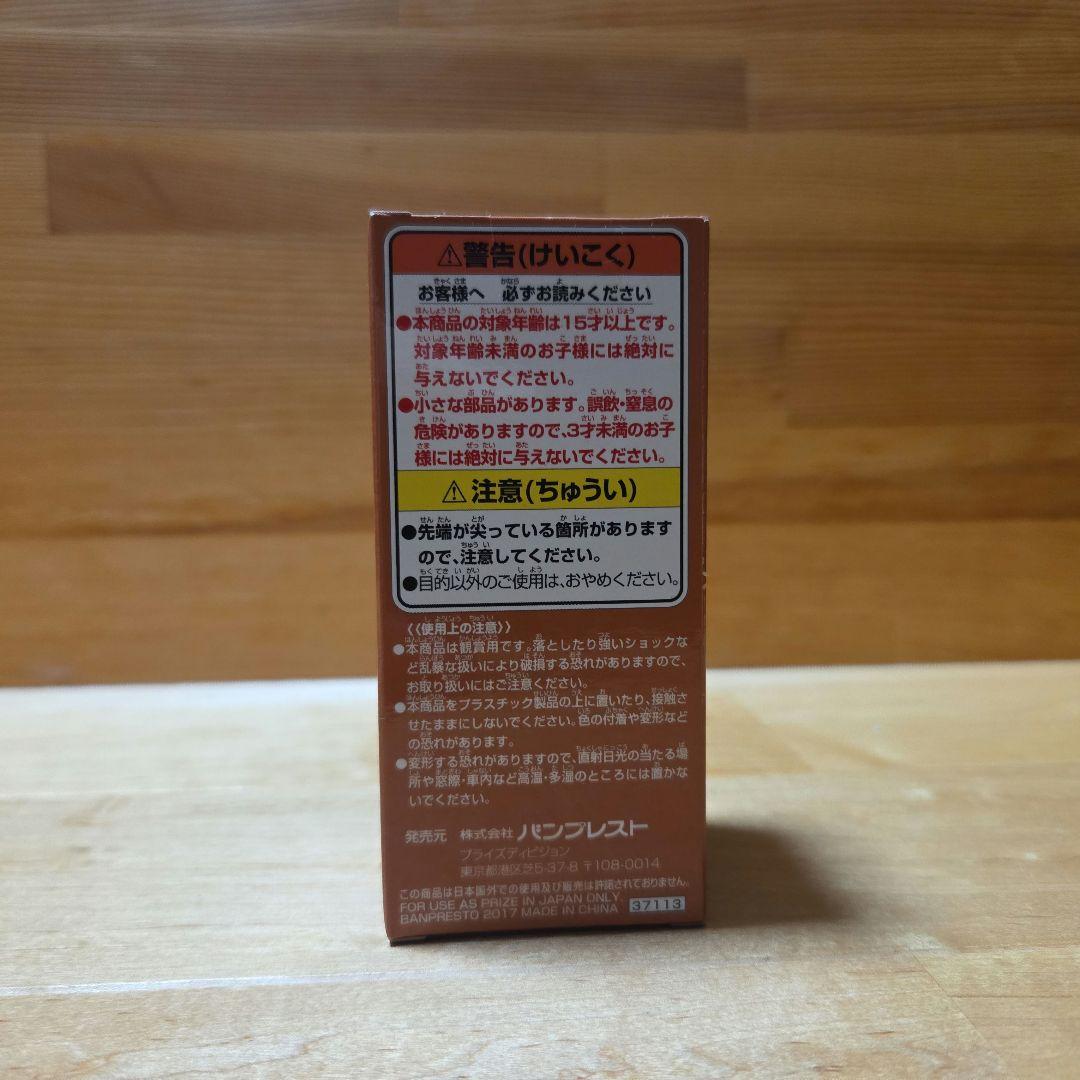 ⚠警告(けいこく)
お客様へ 必ずお読みください
●本商品の対象年齢は15才以上です。
対象年齢未満のお子様には絶対に
与えないでください。
●小さな部品があります。誤飲・窒息の
危険がありますので、3才未満のお子
様には絶対に与えないでください。
⚠注意(ちゅうい)
●先端が尖っている箇所があります
ので、注意してください。
●目的以外のご使用は、おやめください。
《使用上の注意》
●本商品は観賞用です。落としたり強いショックな
ど乱暴な扱いにより破損する恐れがありますので、
お取り扱いにはご注意ください。
●本商品をプラスチック製品の上に置いたり、接触さ
せたままにしないでください。色の付着や変形など
の恐れがあります。
●変形する恐れがありますので、直射日光の当たる場
所や窓際・車内など高温・多湿のところには置かな
いでください。
発売元 株式会社 バンプレスト
プライズディビジョン
東京都港区芝5-37-8 〒108-0014
この商品は日本国外での使用及び販売は許諾されておりません。
FOR USE AS PRIZE IN JAPAN ONLY.
BANPRESTO 2017 MADE IN CHINA 37113